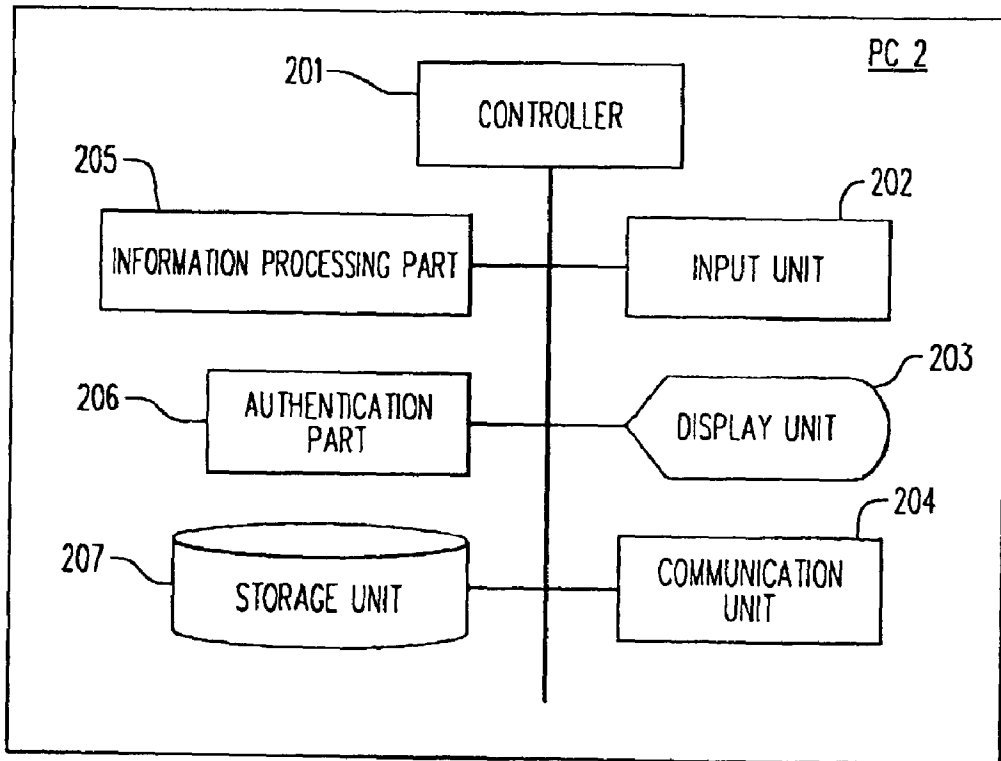 PC 2
201
CONTROLLER
205
202
INFORMATION PROCESSING PART
INPUT UNIT
206
AUTHENTICATION
PART
203
DISPLAY UNIT
204
207
STORAGE UNIT
COMMUNICATION
UNIT